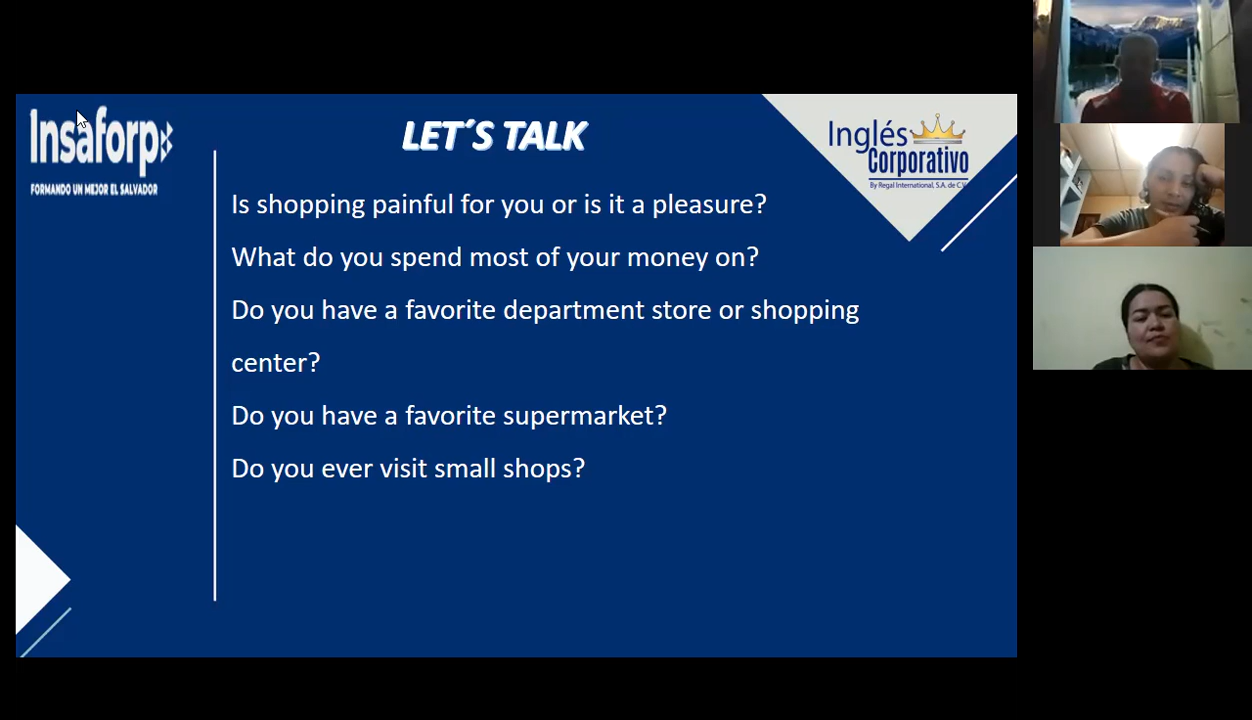 Insaforp
FORMANDO UN MEJOR EL SALVADOR
LET´S TALK
Inglés
Corporativo
By Regal International, S.A. de C.V.
Is shopping painful for you or is it a pleasure?
What do you spend most of your money on?
Do you have a favorite department store or shopping
center?
Do you have a favorite supermarket?
Do you ever visit small shops?